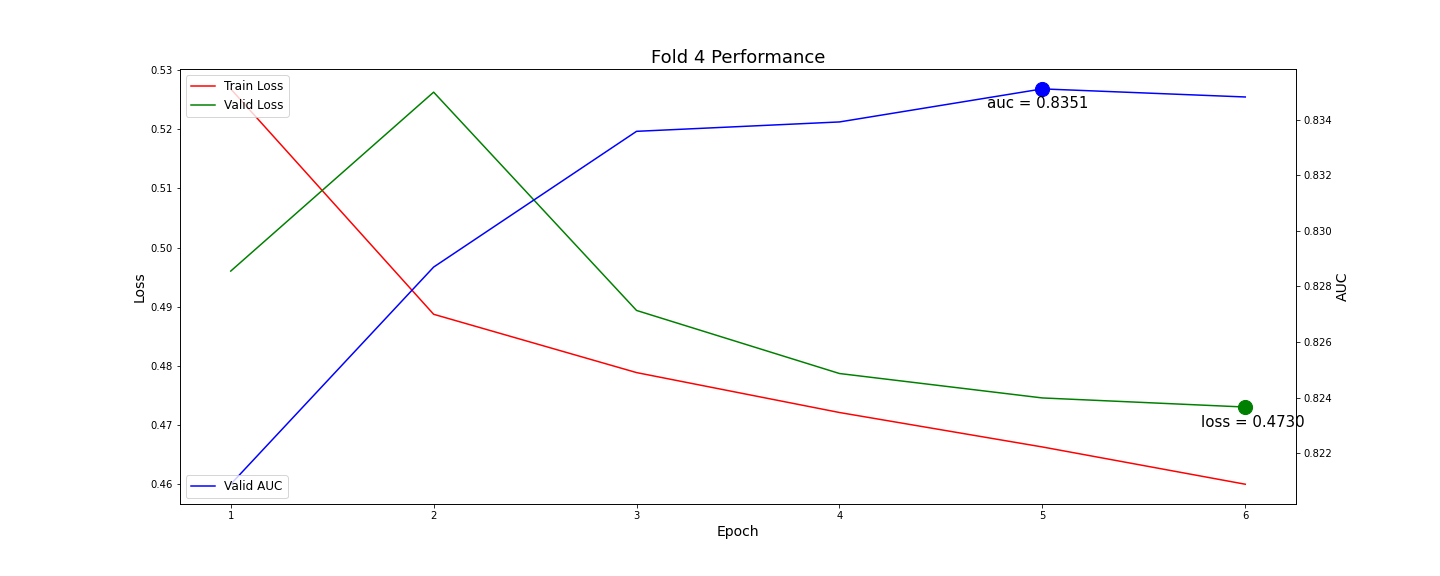 Fold 4 Performance
Train Loss
Valid Loss
Valid AUC
auc = 0.8351
loss = 0.4730
Loss
0.53
0.52
0.51
0.50
0.49
0.48
0.47
0.46
AUC
0.834
0.832
0.830
0.828
0.826
0.824
0.822
1 2 3 4 5 6
Epoch